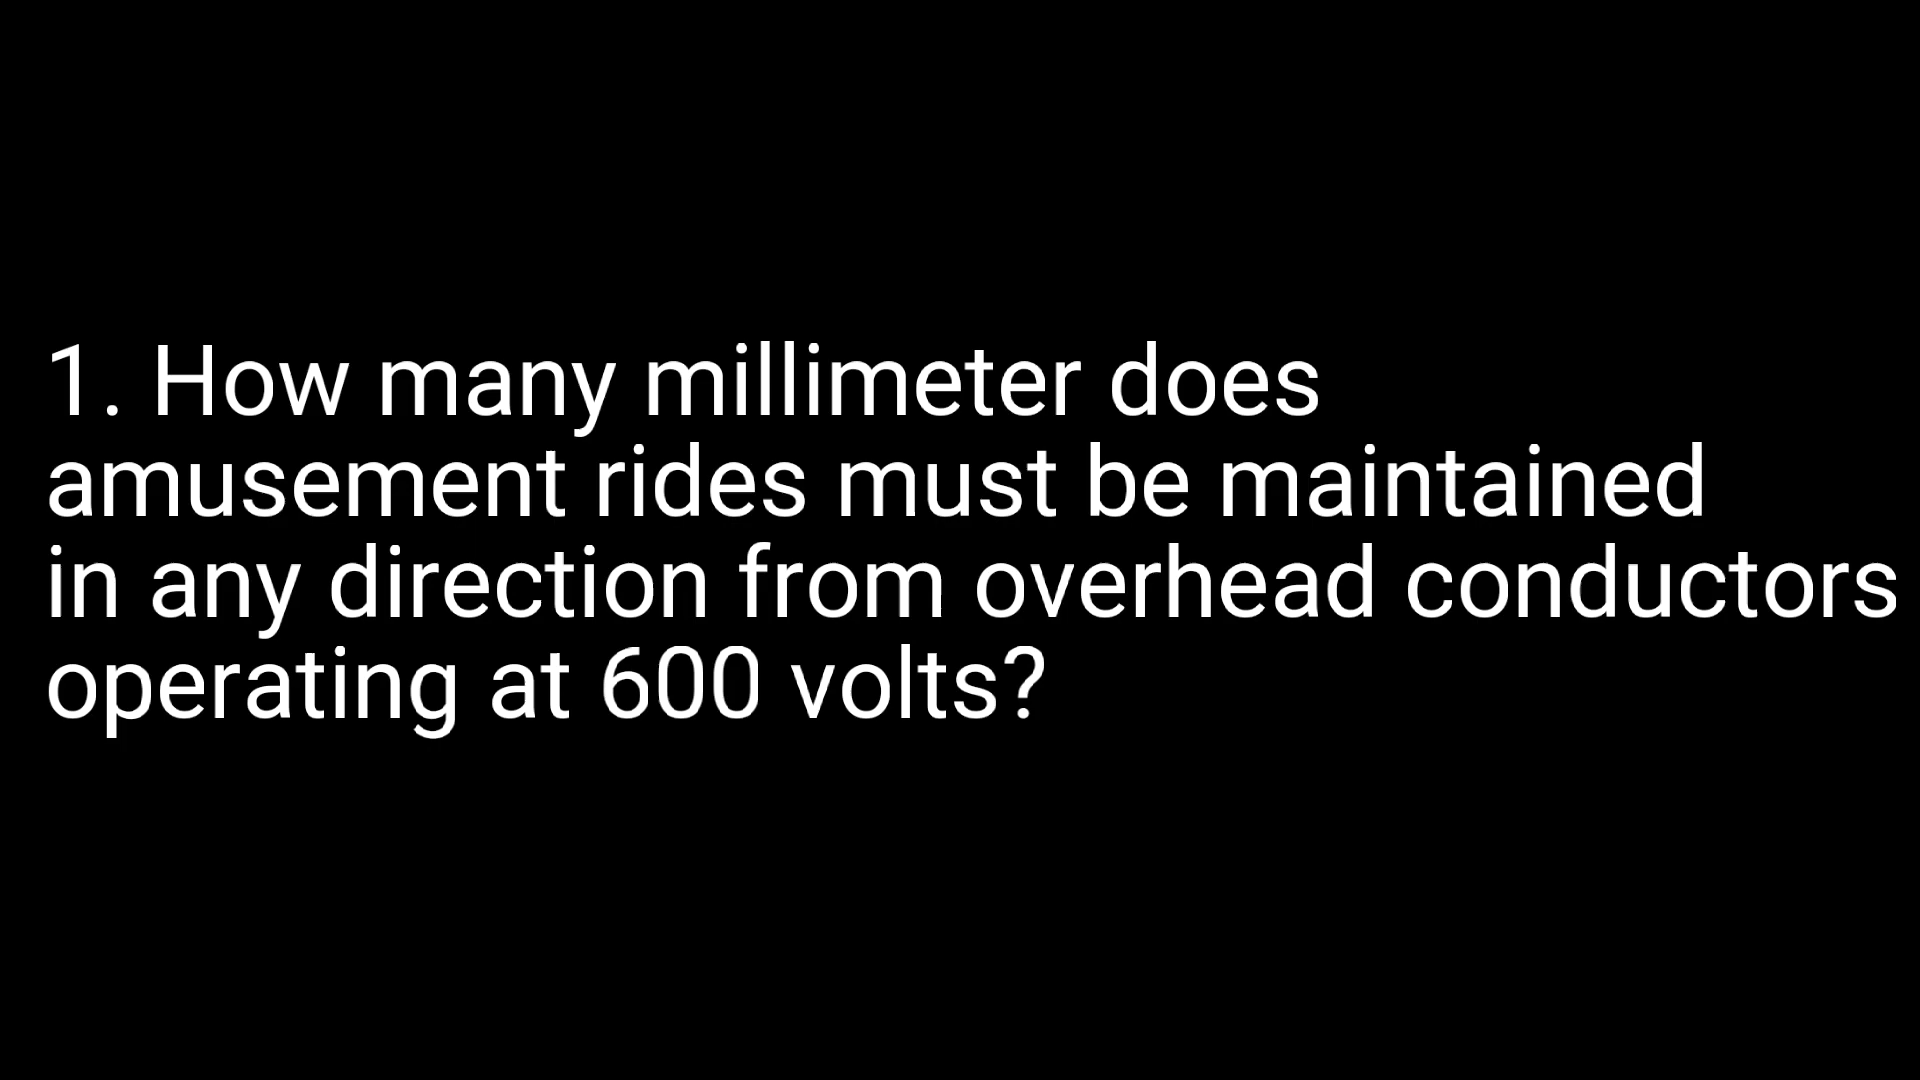 1. How many millimeter does
amusement rides must be maintained
in any direction from overhead conductors
operating at 600 volts?